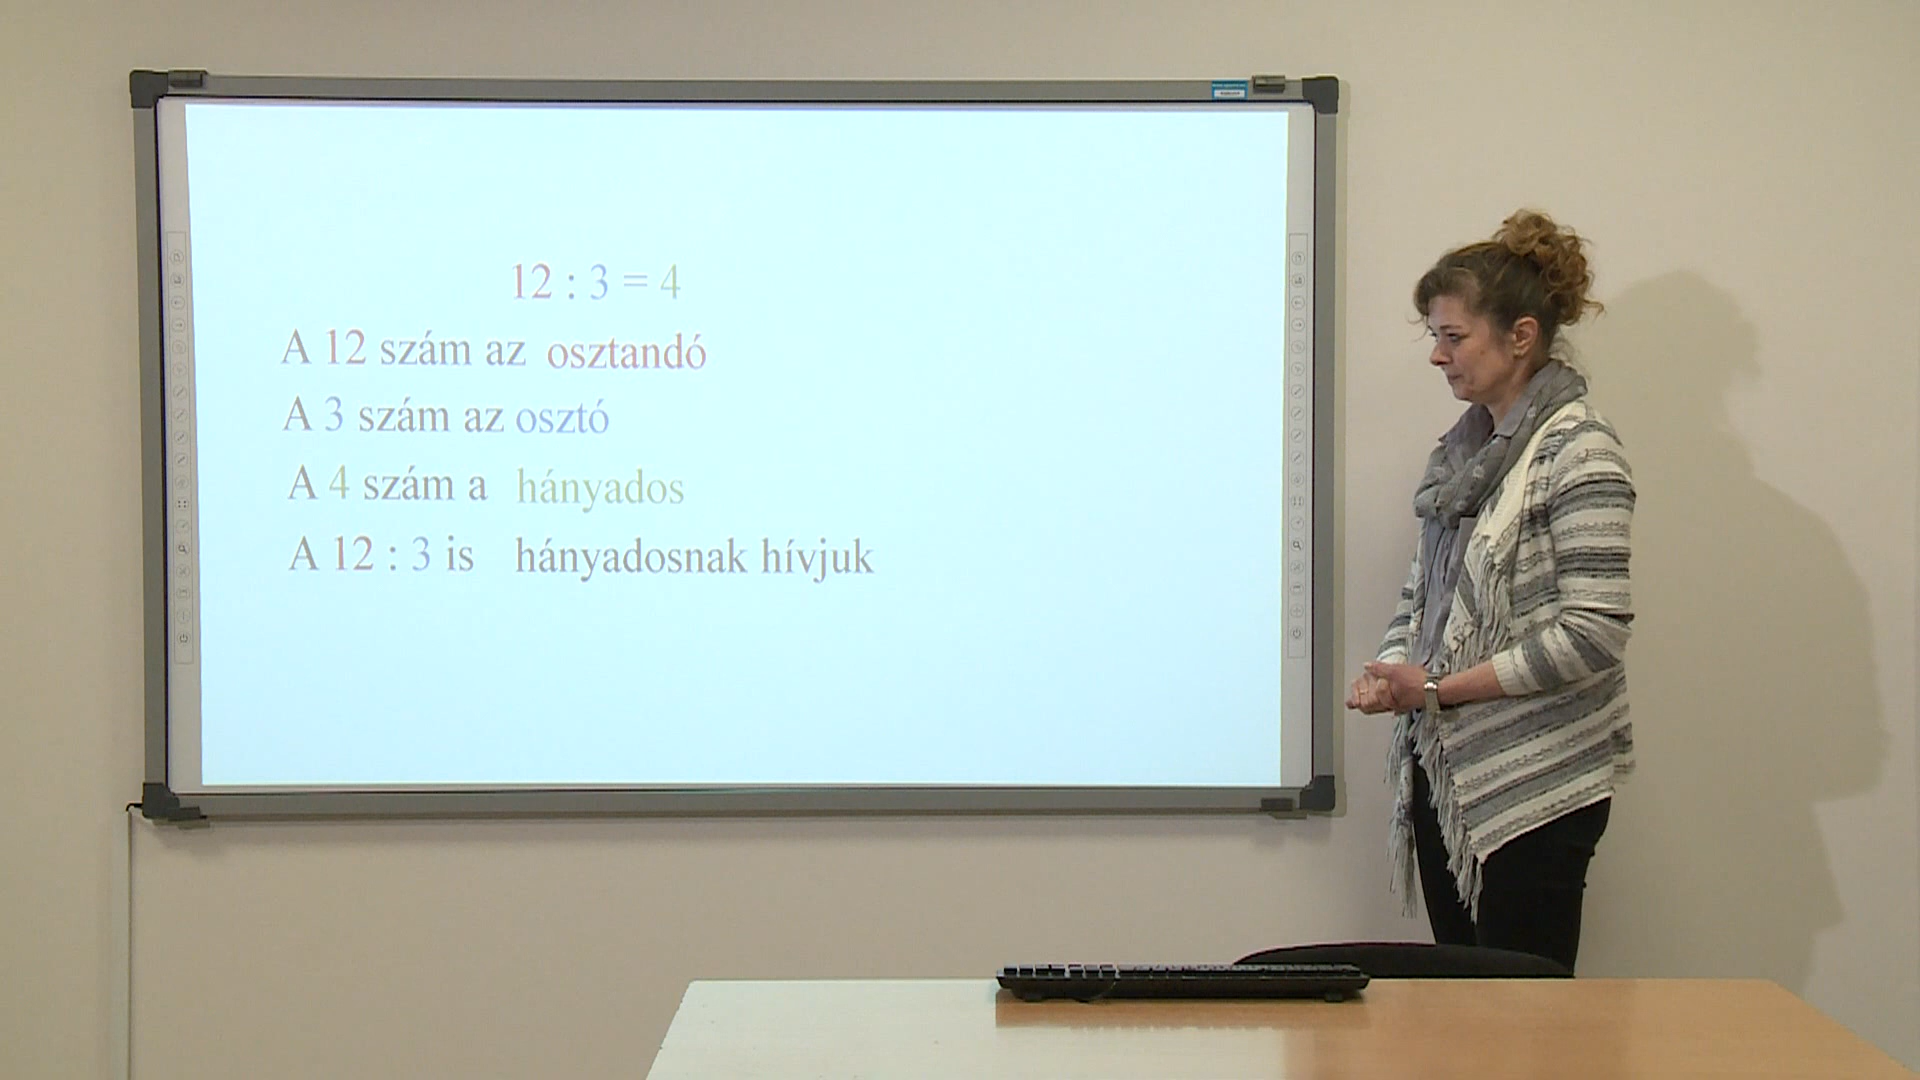 12 : 3 = 4
A 12 szám az osztandó
A 3 szám az osztó
A 4 szám a hányados
A 12 : 3 is hányadosnak hívjuk